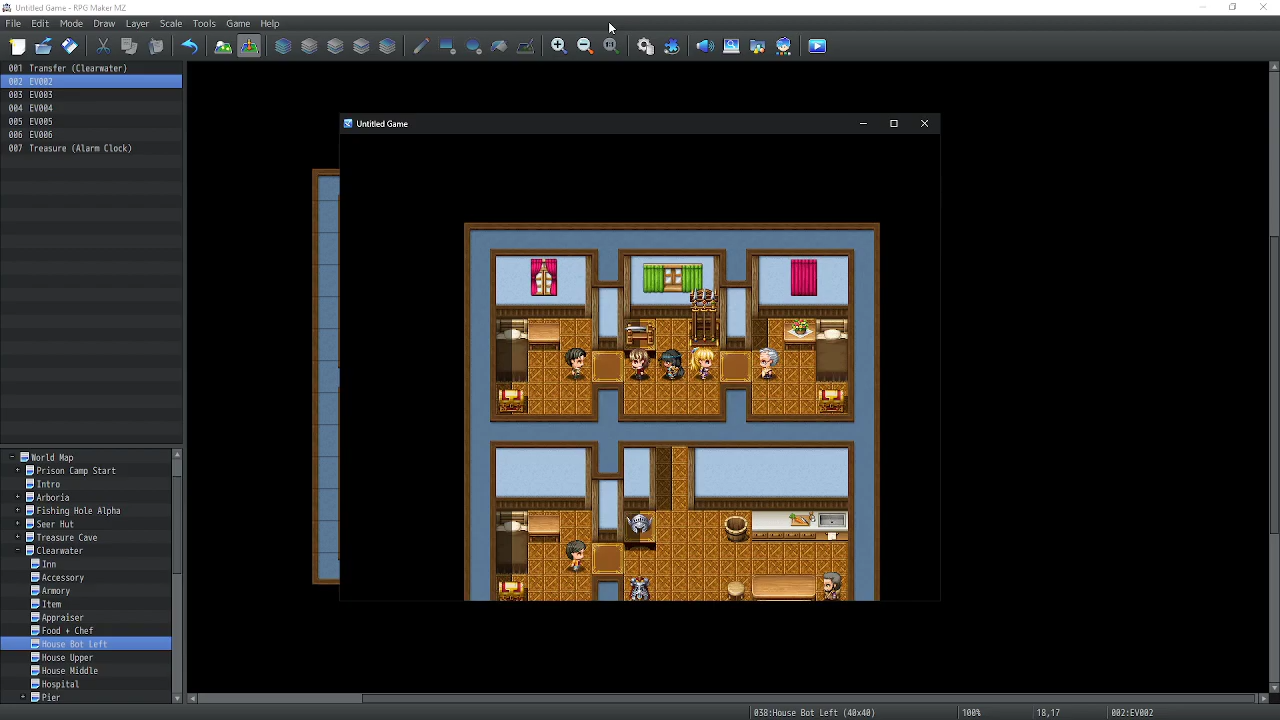 Untitled Game - RPG Maker MZ
File Edit Mode Draw Layer Scale Tools Game Help
001 Transfer (Clearwater)
002 EV002
003 EV003
004 EV004
005 EV005
006 EV006
007 Treasure (Alarm Clock)
Untitled Game
World Map
Prison Camp Start
Intro
Arboria
Fishing Hole Alpha
Seer Hut
Treasure Cave
Clearwater
Inn
Accessory
Armory
Item
Appraiser
Food + Chef
House Bot Left
House Upper
House Middle
Hospital
Pier
038:House Bot Left (40x40) 100% 18,17 002:EV002